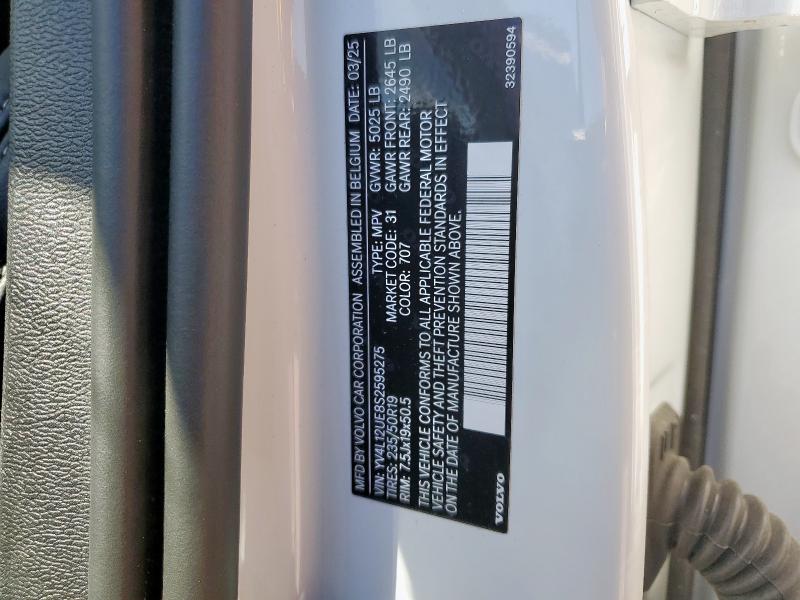 MFD BY VOLVO CAR CORPORATION ASSEMBLED IN BELGIUM DATE: 03/25
VIN: YV4L12UE8S2595275 TYPE: MPV GVWR: 5025 LB
TIRES: 235/50R19 MARKET CODE: 31 GAWR FRONT: 2645 LB
RIM: 7.5Jx19x50.5 COLOR: 707 GAWR REAR: 2490 LB
THIS VEHICLE CONFORMS TO ALL APPLICABLE FEDERAL MOTOR
VEHICLE SAFETY AND THEFT PREVENTION STANDARDS IN EFFECT
ON THE DATE OF MANUFACTURE SHOWN ABOVE.
VOLVO 32390594